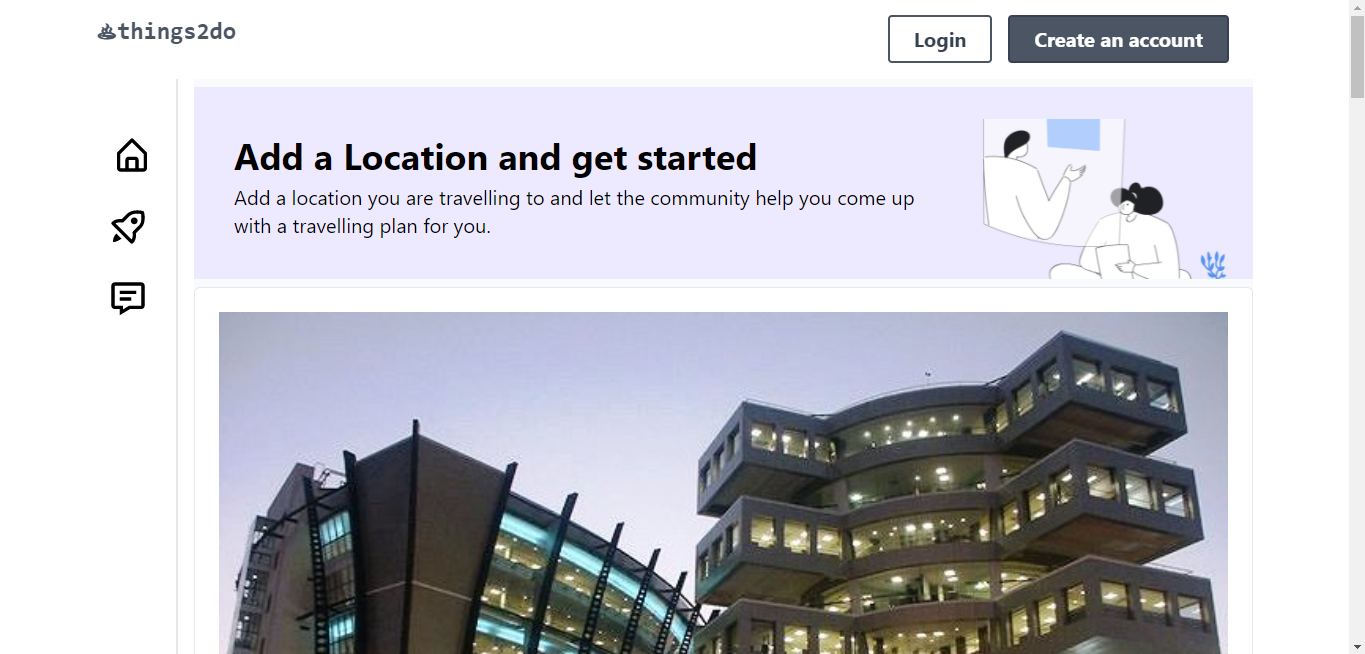 things2do
Login
Create an account
Add a Location and get started
Add a location you are travelling to and let the community help you come up
with a travelling plan for you.